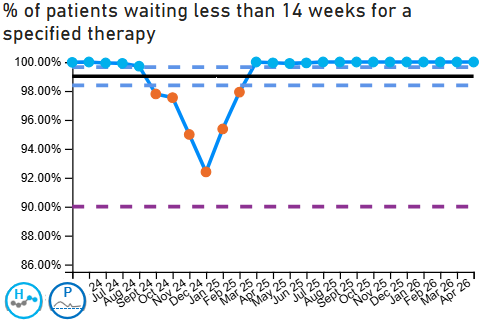 % of patients waiting less than 14 weeks for a
specified therapy
100.00%
98.00%
96.00%
94.00%
92.00%
90.00%
88.00%
86.00%
24
Jul 24
Aug 24
Sept 24
Oct 24
Nov 24
Dec 24
Jan 25
Feb 25
Mar 25
Apr 25
May 25
Jun 25
Jul 25
Aug 25
Sept 25
Oct 25
Nov 25
Dec 25
Jan 26
Feb 26
Mar 26
Apr 26
H
P